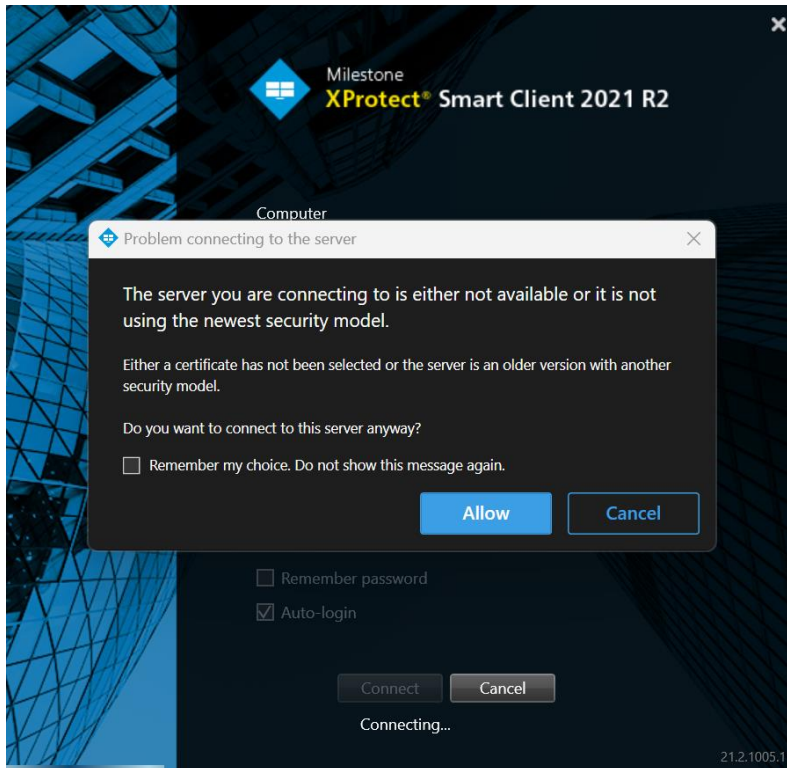 Milestone
XProtect® Smart Client 2021 R2
Computer
Problem connecting to the server
The server you are connecting to is either not available or it is not
using the newest security model.
Either a certificate has not been selected or the server is an older version with another
security model.
Do you want to connect to this server anyway?
Remember my choice. Do not show this message again.
Allow Cancel
Remember password
Auto-login
Connect Cancel
Connecting...
21.2.1005.1